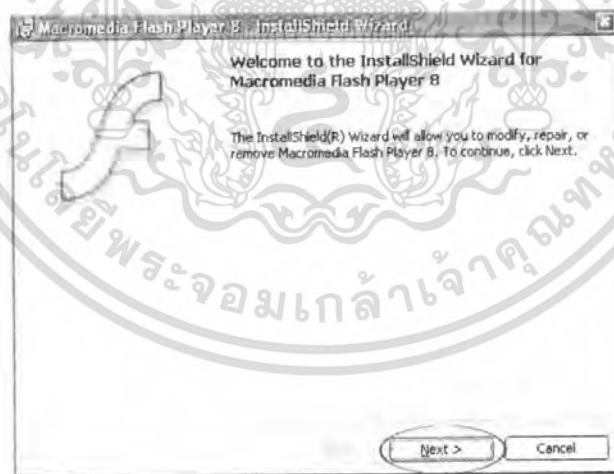 Macromedia Flash Player 8 - InstallShield Wizard
Welcome to the InstallShield Wizard for
Macromedia Flash Player 8
The InstallShield(R) Wizard will allow you to modify, repair, or
remove Macromedia Flash Player 8. To continue, click Next.
พระจอมเกล้าเจ้าคุณ
Next >
Cancel